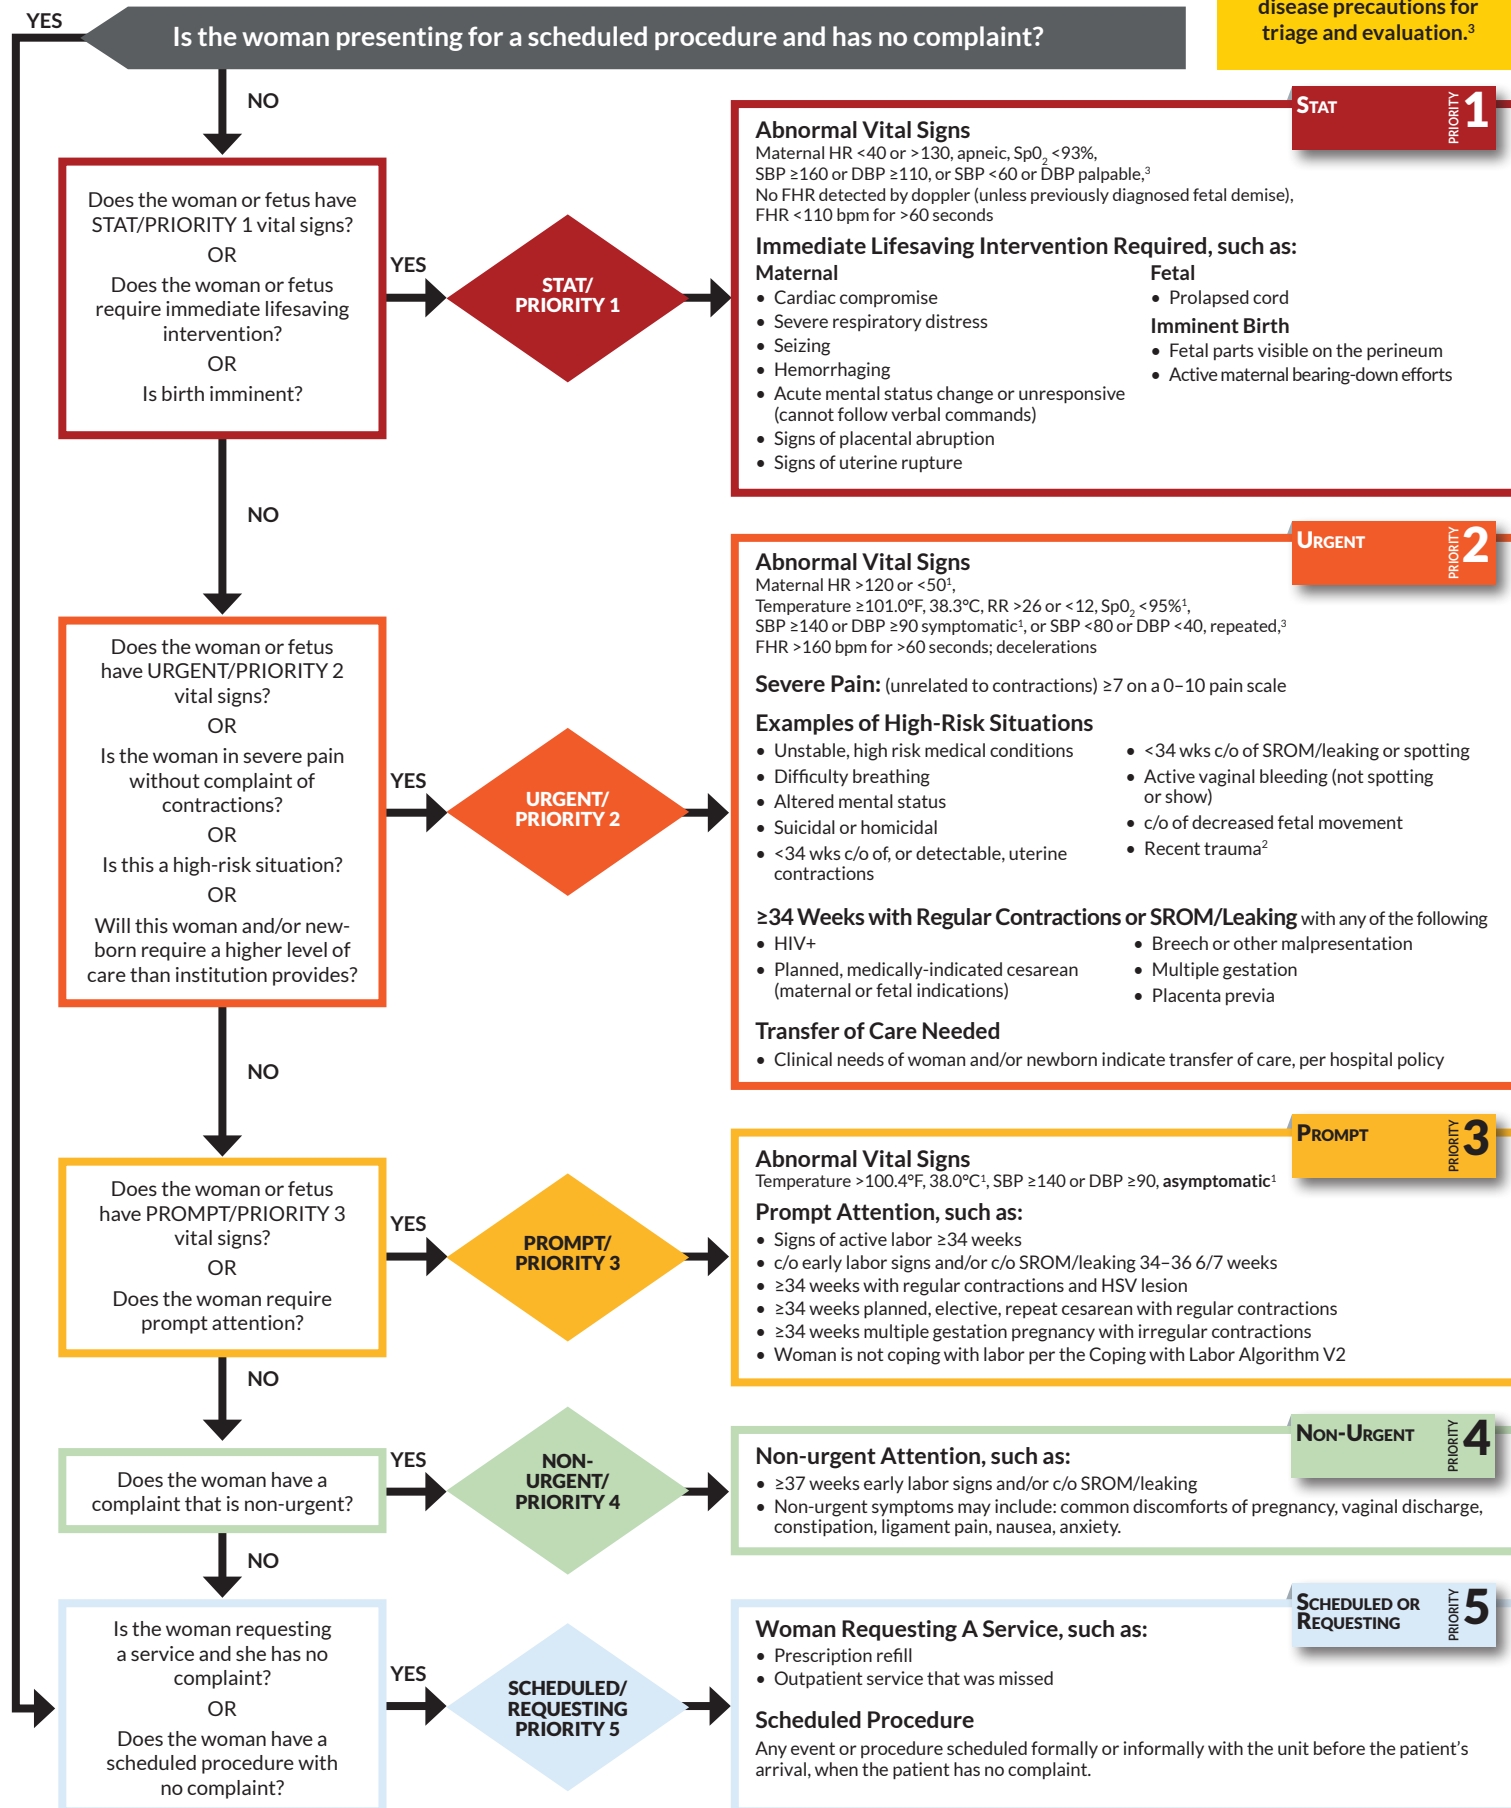 disease precautions for
triage and evaluation.³
YES
Is the woman presenting for a scheduled procedure and has no complaint?
NO
Does the woman or fetus have
STAT/PRIORITY 1 vital signs?
OR
Does the woman or fetus
require immediate lifesaving
intervention?
OR
Is birth imminent?
YES
STAT/
PRIORITY 1
STAT
PRIORITY 1
Abnormal Vital Signs
Maternal HR <40 or >130, apneic, Sp0₂ <93%,
SBP ≥160 or DBP ≥110, or SBP <60 or DBP palpable,³
No FHR detected by doppler (unless previously diagnosed fetal demise),
FHR <110 bpm for >60 seconds
Immediate Lifesaving Intervention Required, such as:
Maternal
• Cardiac compromise
• Severe respiratory distress
• Seizing
• Hemorrhaging
• Acute mental status change or unresponsive
(cannot follow verbal commands)
• Signs of placental abruption
• Signs of uterine rupture
Fetal
• Prolapsed cord
Imminent Birth
• Fetal parts visible on the perineum
• Active maternal bearing-down efforts
NO
Does the woman or fetus
have URGENT/PRIORITY 2
vital signs?
OR
Is the woman in severe pain
without complaint of
contractions?
OR
Is this a high-risk situation?
OR
Will this woman and/or new-
born require a higher level of
care than institution provides?
YES
URGENT/
PRIORITY 2
URGENT
PRIORITY 2
Abnormal Vital Signs
Maternal HR >120 or <50¹,
Temperature ≥101.0°F, 38.3°C, RR >26 or <12, Sp0₂ <95%¹,
SBP ≥140 or DBP ≥90 symptomatic¹, or SBP <80 or DBP <40, repeated,³
FHR >160 bpm for >60 seconds; decelerations
Severe Pain: (unrelated to contractions) ≥7 on a 0–10 pain scale
Examples of High-Risk Situations
• Unstable, high risk medical conditions
• Difficulty breathing
• Altered mental status
• Suicidal or homicidal
• <34 wks c/o of, or detectable, uterine
contractions
• <34 wks c/o of SROM/leaking or spotting
• Active vaginal bleeding (not spotting
or show)
• c/o of decreased fetal movement
• Recent trauma²
≥34 Weeks with Regular Contractions or SROM/Leaking with any of the following
• HIV+
• Planned, medically-indicated cesarean
(maternal or fetal indications)
• Breech or other malpresentation
• Multiple gestation
• Placenta previa
Transfer of Care Needed
• Clinical needs of woman and/or newborn indicate transfer of care, per hospital policy
NO
Does the woman or fetus
have PROMPT/PRIORITY 3
vital signs?
OR
Does the woman require
prompt attention?
YES
PROMPT/
PRIORITY 3
PROMPT
PRIORITY 3
Abnormal Vital Signs
Temperature >100.4°F, 38.0°C¹, SBP ≥140 or DBP ≥90, asymptomatic¹
Prompt Attention, such as:
• Signs of active labor ≥34 weeks
• c/o early labor signs and/or c/o SROM/leaking 34–36 6/7 weeks
• ≥34 weeks with regular contractions and HSV lesion
• ≥34 weeks planned, elective, repeat cesarean with regular contractions
• ≥34 weeks multiple gestation pregnancy with irregular contractions
• Woman is not coping with labor per the Coping with Labor Algorithm V2
NO
Does the woman have a
complaint that is non-urgent?
YES
NON-
URGENT/
PRIORITY 4
NON-URGENT
PRIORITY 4
Non-urgent Attention, such as:
• ≥37 weeks early labor signs and/or c/o SROM/leaking
• Non-urgent symptoms may include: common discomforts of pregnancy, vaginal discharge,
constipation, ligament pain, nausea, anxiety.
NO
Is the woman requesting
a service and she has no
complaint?
OR
Does the woman have a
scheduled procedure with
no complaint?
YES
SCHEDULED/
REQUESTING
PRIORITY 5
SCHEDULED OR
REQUESTING
PRIORITY 5
Woman Requesting A Service, such as:
• Prescription refill
• Outpatient service that was missed
Scheduled Procedure
Any event or procedure scheduled formally or informally with the unit before the patient's
arrival, when the patient has no complaint.